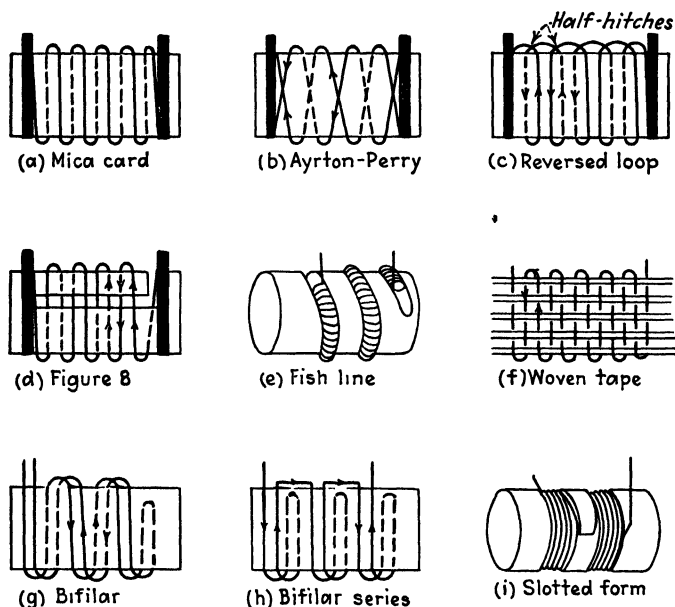 Half-hitches
(a) Mica card
(b) Ayrton-Perry
(c) Reversed loop
(d) Figure 8
(e) Fish line
(f) Woven tape
(g) Bifilar
(h) Bifilar series
(i) Slotted form